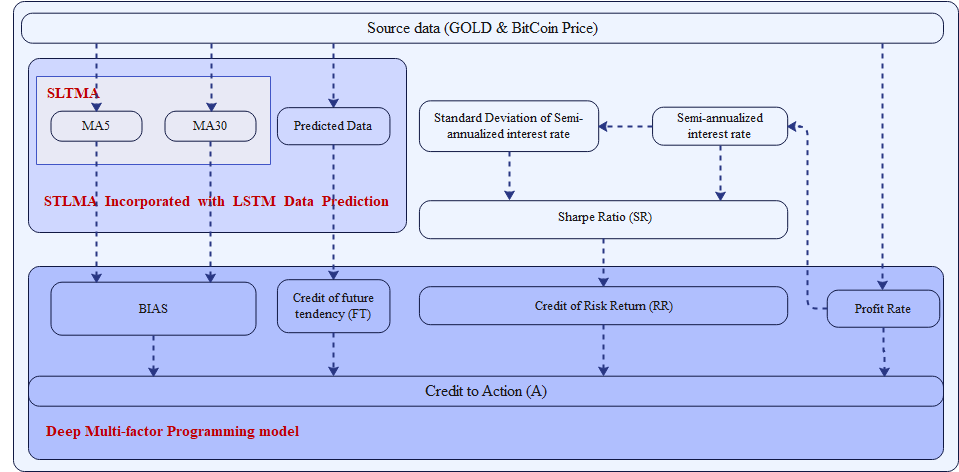 Source data (GOLD & BitCoin Price)
SLTMA
MA5
MA30
Predicted Data
Standard Deviation of Semi-
annualized interest rate
Semi-annualized
interest rate
STLMA Incorporated with LSTM Data Prediction
Sharpe Ratio (SR)
BIAS
Credit of future
tendency (FT)
Credit of Risk Return (RR)
Profit Rate
Credit to Action (A)
Deep Multi-factor Programming model